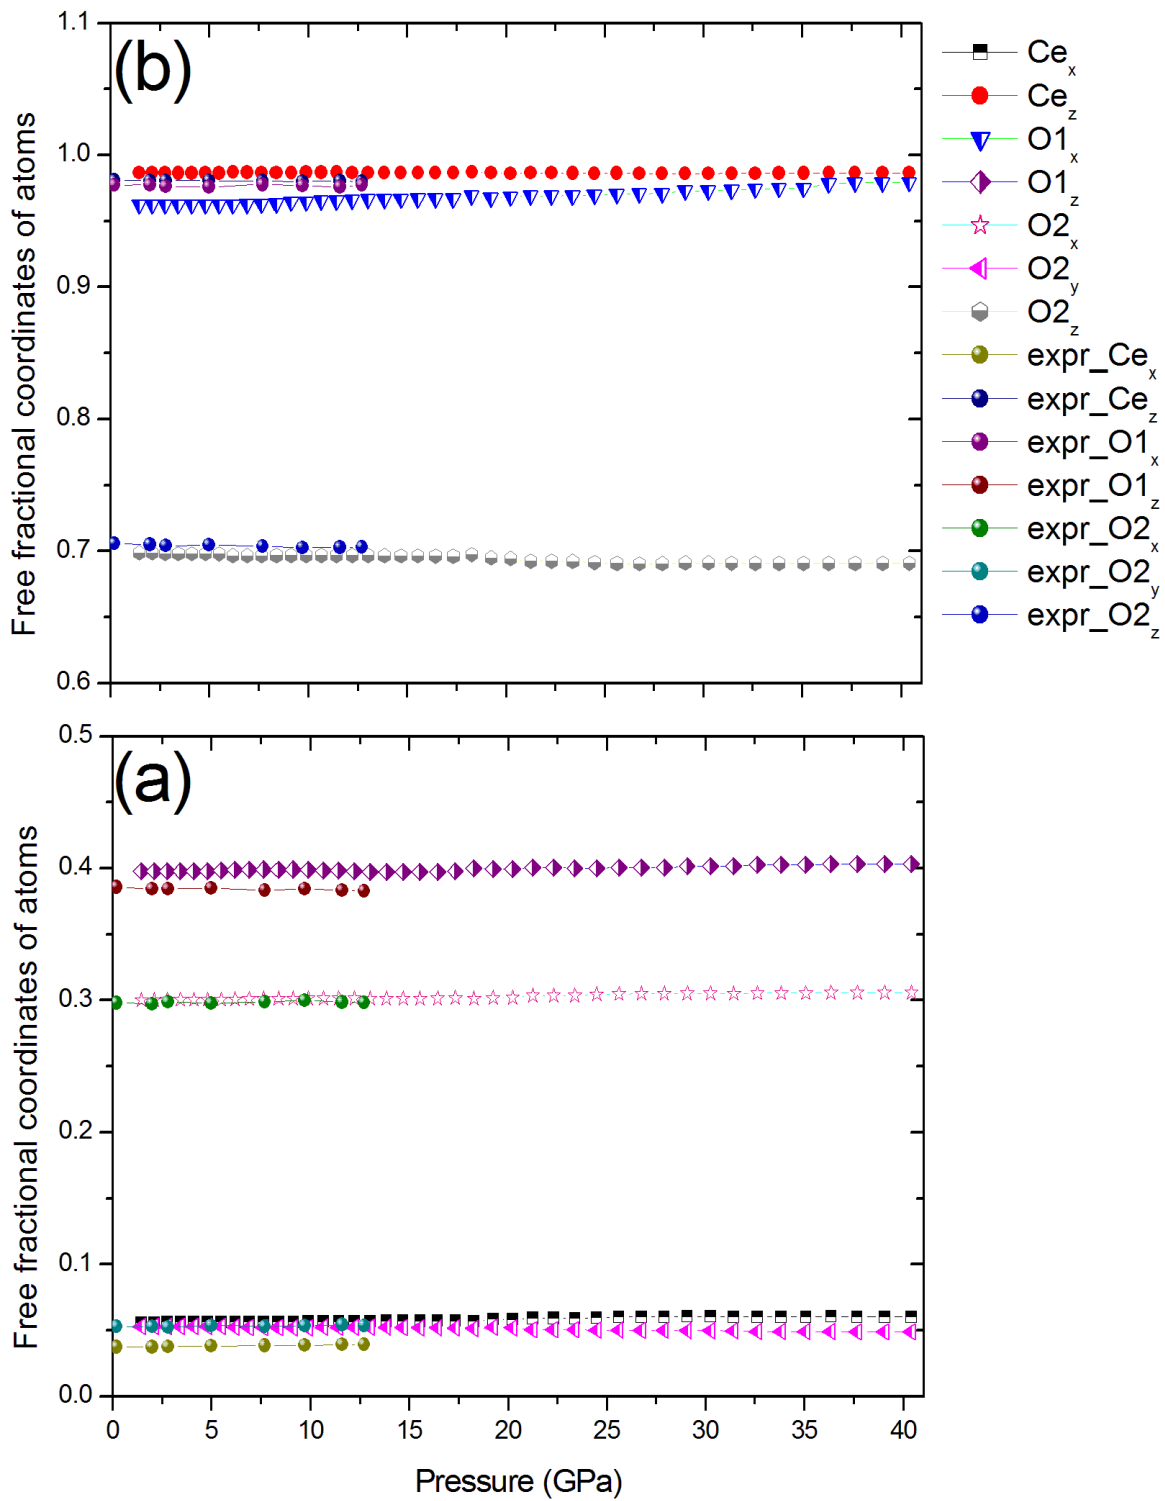 (b)
Free fractional coordinates of atoms
1.1
1.0
0.9
0.8
0.7
0.6
Ce_x
Ce_z
O1_x
O1_z
O2_x
O2_y
O2_z
expr_Ce_x
expr_Ce_z
expr_O1_x
expr_O1_z
expr_O2_x
expr_O2_y
expr_O2_z
(a)
Free fractional coordinates of atoms
0.5
0.4
0.3
0.2
0.1
0.0
0 5 10 15 20 25 30 35 40
Pressure (GPa)